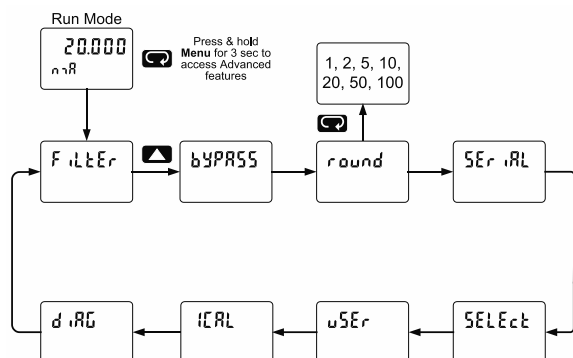 Run Mode
20.000
mA
Press & hold
Menu for 3 sec to
access Advanced
features
1, 2, 5, 10,
20, 50, 100
FiLtEr
bYPASS
round
SEriAL
diAG
ICAL
uSEr
SELEct